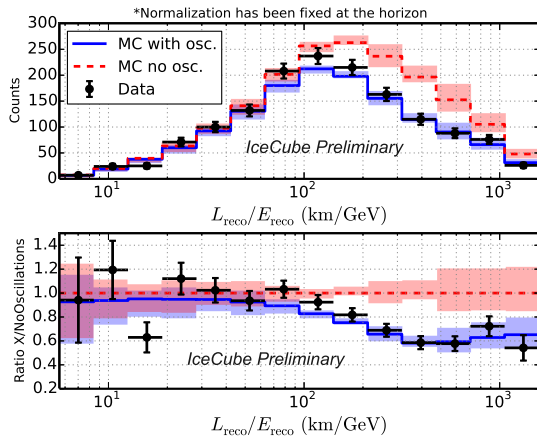 *Normalization has been fixed at the horizon
300
250
200
150
100
50
0
Counts
MC with osc.
MC no osc.
Data
IceCube Preliminary
10¹ 10² 10³
L_reco/E_reco (km/GeV)
1.4
1.2
1.0
0.8
0.6
0.4
0.2
Ratio X/NoOscillations
IceCube Preliminary
10¹ 10² 10³
L_reco/E_reco (km/GeV)